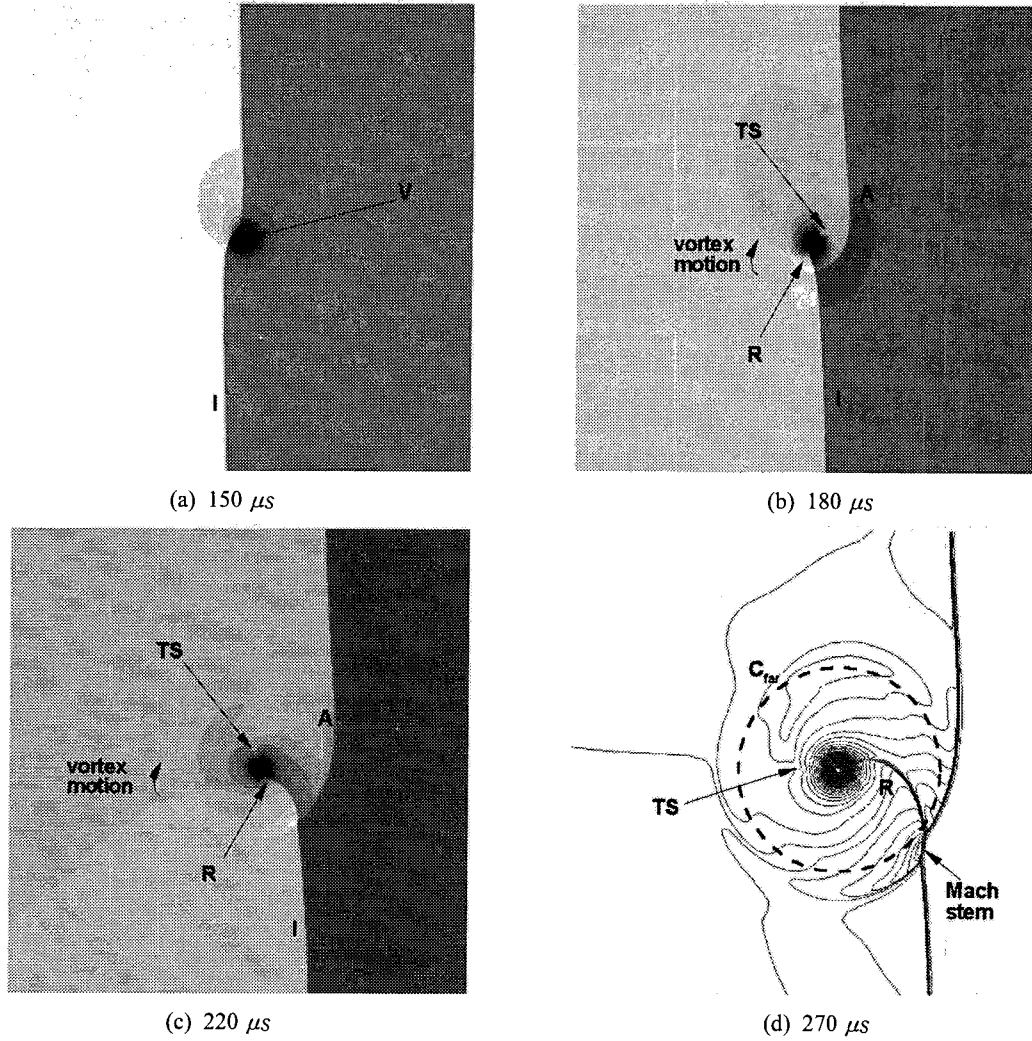 V
I
(a) 150 μs
TS
A
vortex
motion
R
I
(b) 180 μs
TS
A
vortex
motion
R
I
(c) 220 μs
C_far
TS
R
Mach
stem
(d) 270 μs